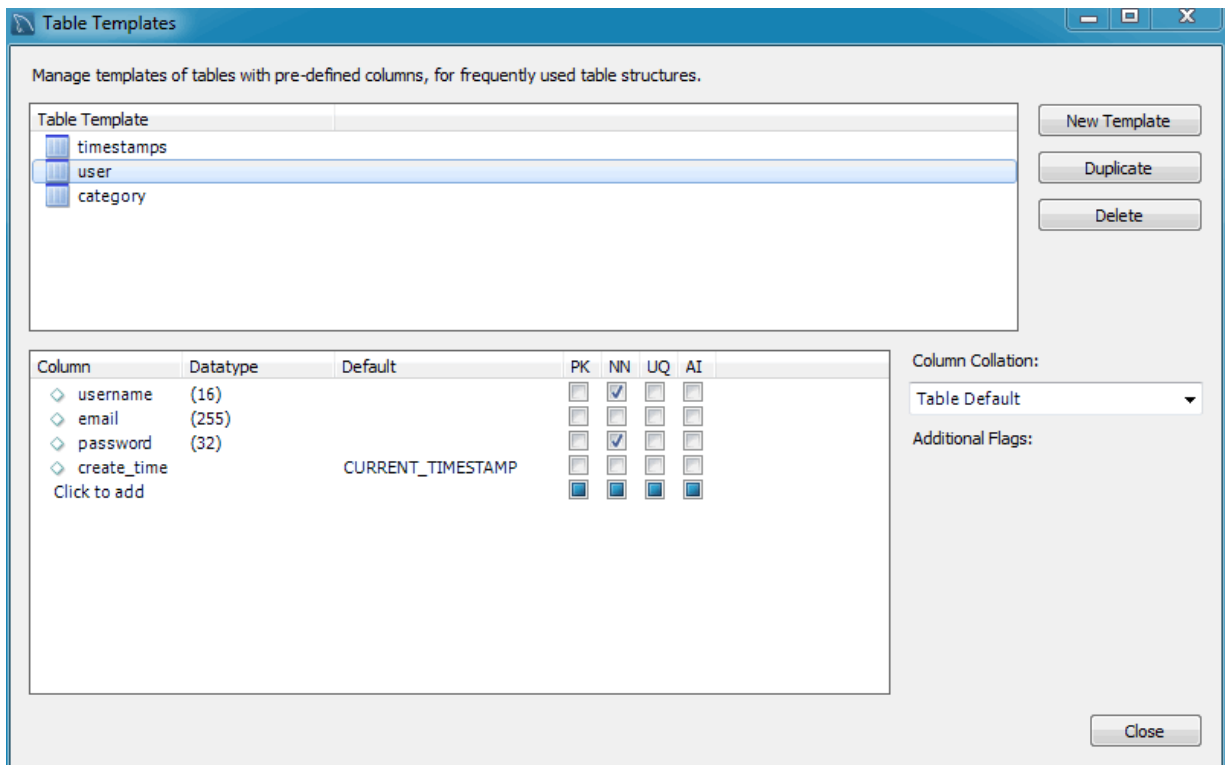 Table Templates
Manage templates of tables with pre-defined columns, for frequently used table structures.
Table Template
timestamps
user
category
New Template
Duplicate
Delete
Column Datatype Default PK NN UQ AI
username (16)
email (255)
password (32)
create_time CURRENT_TIMESTAMP
Click to add
Column Collation:
Table Default
Additional Flags:
Close